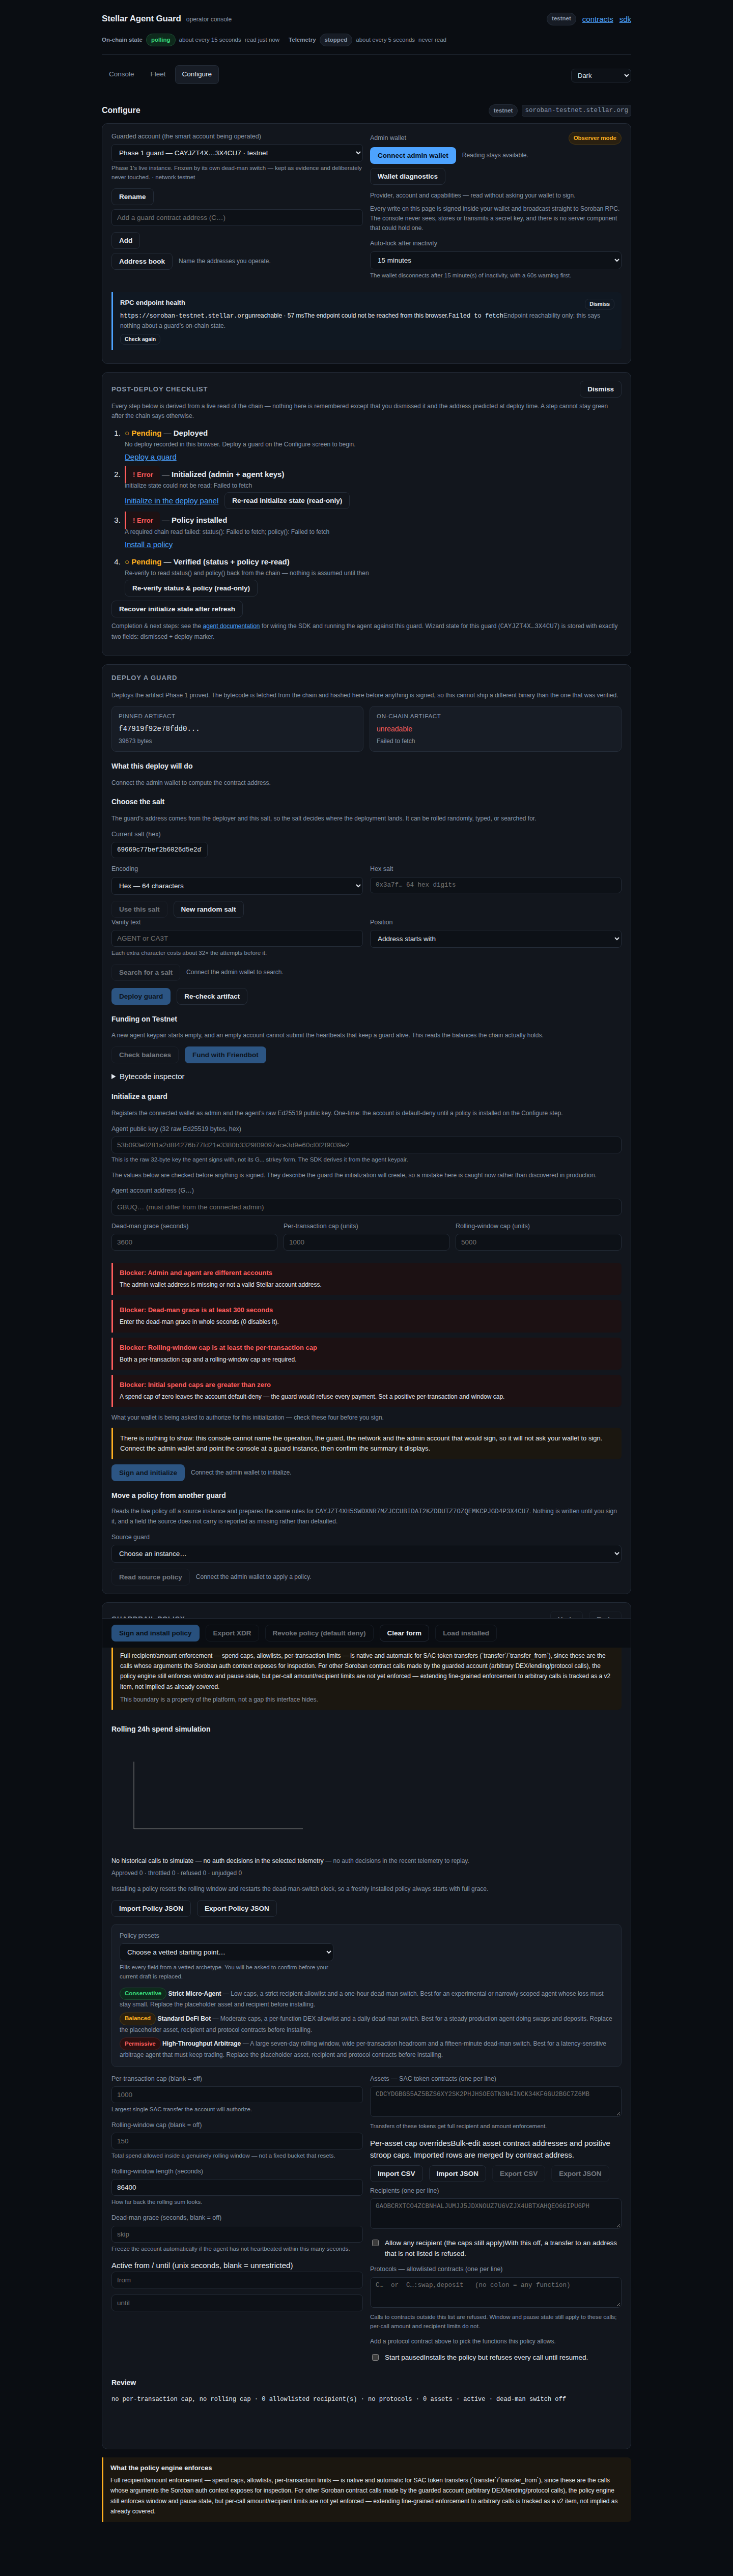 Stellar Agent Guard operator console
testnet contracts sdk
On-chain state polling about every 15 seconds read just now Telemetry stopped about every 5 seconds never read
Console Fleet Configure
Dark
Configure
testnet soroban-testnet.stellar.org
Guarded account (the smart account being operated)
Phase 1 guard — CAYJZT4X…3X4CU7 · testnet
Phase 1's live instance. Frozen by its own dead-man switch — kept as evidence and deliberately
never touched. · network testnet
Rename
Add a guard contract address (C…)
Add
Address book Name the addresses you operate.
Admin wallet
Observer mode
Connect admin wallet Reading stays available.
Wallet diagnostics
Provider, account and capabilities — read without asking your wallet to sign.
Every write on this page is signed inside your wallet and broadcast straight to Soroban RPC.
The console never sees, stores or transmits a secret key, and there is no server component
that could hold one.
Auto-lock after inactivity
15 minutes
The wallet disconnects after 15 minute(s) of inactivity, with a 60s warning first.
RPC endpoint health
Dismiss
https://soroban-testnet.stellar.orgunreachable · 57 msThe endpoint could not be reached from this browser.Failed to fetchEndpoint reachability only: this says
nothing about a guard's on-chain state.
Check again
POST-DEPLOY CHECKLIST
Dismiss
Every step below is derived from a live read of the chain — nothing here is remembered except that you dismissed it and the address predicted at deploy time. A step cannot stay green
after the chain says otherwise.
1. ○ Pending — Deployed
No deploy recorded in this browser. Deploy a guard on the Configure screen to begin.
Deploy a guard
2. ! Error — Initialized (admin + agent keys)
Initialize state could not be read: Failed to fetch
Initialize in the deploy panel Re-read initialize state (read-only)
3. ! Error — Policy installed
A required chain read failed: status(): Failed to fetch; policy(): Failed to fetch
Install a policy
4. ○ Pending — Verified (status + policy re-read)
Re-verify to read status() and policy() back from the chain — nothing is assumed until then
Re-verify status & policy (read-only)
Recover initialize state after refresh
Completion & next steps: see the agent documentation for wiring the SDK and running the agent against this guard. Wizard state for this guard (CAYJZT4X…3X4CU7) is stored with exactly
two fields: dismissed + deploy marker.
DEPLOY A GUARD
Deploys the artifact Phase 1 proved. The bytecode is fetched from the chain and hashed here before anything is signed, so this cannot ship a different binary than the one that was verified.
PINNED ARTIFACT
f47919f92e78fdd0...
39673 bytes
ON-CHAIN ARTIFACT
unreadable
Failed to fetch
What this deploy will do
Connect the admin wallet to compute the contract address.
Choose the salt
The guard's address comes from the deployer and this salt, so the salt decides where the deployment lands. It can be rolled randomly, typed, or searched for.
Current salt (hex)
69669c77bef2b6026d5e2d
Encoding
Hex — 64 characters
Hex salt
0x3a7f… 64 hex digits
Use this salt New random salt
Vanity text
AGENT or CA3T
Each extra character costs about 32× the attempts before it.
Position
Address starts with
Search for a salt Connect the admin wallet to search.
Deploy guard Re-check artifact
Funding on Testnet
A new agent keypair starts empty, and an empty account cannot submit the heartbeats that keep a guard alive. This reads the balances the chain actually holds.
Check balances Fund with Friendbot
▶ Bytecode inspector
Initialize a guard
Registers the connected wallet as admin and the agent's raw Ed25519 public key. One-time: the account is default-deny until a policy is installed on the Configure step.
Agent public key (32 raw Ed25519 bytes, hex)
53b093e0281a2d8f4276b77fd21e3380b3329f09097ace3d9e60cf0f2f9039e2
This is the raw 32-byte key the agent signs with, not its G... strkey form. The SDK derives it from the agent keypair.
The values below are checked before anything is signed. They describe the guard the initialization will create, so a mistake here is caught now rather than discovered in production.
Agent account address (G…)
GBUQ… (must differ from the connected admin)
Dead-man grace (seconds)
3600
Per-transaction cap (units)
1000
Rolling-window cap (units)
5000
Blocker: Admin and agent are different accounts
The admin wallet address is missing or not a valid Stellar account address.
Blocker: Dead-man grace is at least 300 seconds
Enter the dead-man grace in whole seconds (0 disables it).
Blocker: Rolling-window cap is at least the per-transaction cap
Both a per-transaction cap and a rolling-window cap are required.
Blocker: Initial spend caps are greater than zero
A spend cap of zero leaves the account default-deny — the guard would refuse every payment. Set a positive per-transaction and window cap.
What your wallet is being asked to authorize for this initialization — check these four before you sign.
There is nothing to show: this console cannot name the operation, the guard, the network and the admin account that would sign, so it will not ask your wallet to sign.
Connect the admin wallet and point the console at a guard instance, then confirm the summary it displays.
Sign and initialize Connect the admin wallet to initialize.
Move a policy from another guard
Reads the live policy off a source instance and prepares the same rules for CAYJZT4XH5SWDXNR7MZJCCUBIDAT2KZDDUTZ7OZQEMKCPJGD4P3X4CU7. Nothing is written until you sign
it, and a field the source does not carry is reported as missing rather than defaulted.
Source guard
Choose an instance…
Read source policy Connect the admin wallet to apply a policy.
Sign and install policy Export XDR Revoke policy (default deny) Clear form Load installed
Full recipient/amount enforcement — spend caps, allowlists, per-transaction limits — is native and automatic for SAC token transfers (`transfer`/`transfer_from`), since these are the
calls whose arguments the Soroban auth context exposes for inspection. For other Soroban contract calls made by the guarded account (arbitrary DEX/lending/protocol calls), the
policy engine still enforces window and pause state, but per-call amount/recipient limits are not yet enforced — extending fine-grained enforcement to arbitrary calls is tracked as a v2
item, not implied as already covered.
This boundary is a property of the platform, not a gap this interface hides.
Rolling 24h spend simulation
No historical calls to simulate — no auth decisions in the selected telemetry — no auth decisions in the recent telemetry to replay.
Approved 0 · throttled 0 · refused 0 · unjudged 0
Installing a policy resets the rolling window and restarts the dead-man-switch clock, so a freshly installed policy always starts with full grace.
Import Policy JSON Export Policy JSON
Policy presets
Choose a vetted starting point…
Fills every field from a vetted archetype. You will be asked to confirm before your
current draft is replaced.
Conservative Strict Micro-Agent — Low caps, a strict recipient allowlist and a one-hour dead-man switch. Best for an experimental or narrowly scoped agent whose loss must
stay small. Replace the placeholder asset and recipient before installing.
Balanced Standard DeFi Bot — Moderate caps, a per-function DEX allowlist and a daily dead-man switch. Best for a steady production agent doing swaps and deposits. Replace
the placeholder asset, recipient and protocol contracts before installing.
Permissive High-Throughput Arbitrage — A large seven-day rolling window, wide per-transaction headroom and a fifteen-minute dead-man switch. Best for a latency-sensitive
arbitrage agent that must keep trading. Replace the placeholder asset, recipient and protocol contracts before installing.
Per-transaction cap (blank = off)
1000
Largest single SAC transfer the account will authorize.
Rolling-window cap (blank = off)
150
Total spend allowed inside a genuinely rolling window — not a fixed bucket that resets.
Rolling-window length (seconds)
86400
How far back the rolling sum looks.
Dead-man grace (seconds, blank = off)
skip
Freeze the account automatically if the agent has not heartbeated within this many seconds.
Active from / until (unix seconds, blank = unrestricted)
from
until
Assets — SAC token contracts (one per line)
CDCYDGBGS5AZ5BZS6XY2SK2PHJHSOEGTN3N4INCK34KF6GU2BGC7Z6MB
Transfers of these tokens get full recipient and amount enforcement.
Per-asset cap overridesBulk-edit asset contract addresses and positive
stroop caps. Imported rows are merged by contract address.
Import CSV Import JSON Export CSV Export JSON
Recipients (one per line)
GAOBCRXTCO4ZCBNHALJUMJJ5JDXNOUZ7U6VZJX4UBTXAHQEO66IPU6PH
Allow any recipient (the caps still apply)With this off, a transfer to an address
that is not listed is refused.
Protocols — allowlisted contracts (one per line)
C… or C…:swap,deposit (no colon = any function)
Calls to contracts outside this list are refused. Window and pause state still apply to these calls;
per-call amount and recipient limits do not.
Add a protocol contract above to pick the functions this policy allows.
Start pausedInstalls the policy but refuses every call until resumed.
Review
no per-transaction cap, no rolling cap · 0 allowlisted recipient(s) · no protocols · 0 assets · active · dead-man switch off
What the policy engine enforces
Full recipient/amount enforcement — spend caps, allowlists, per-transaction limits — is native and automatic for SAC token transfers (`transfer`/`transfer_from`), since these are the calls
whose arguments the Soroban auth context exposes for inspection. For other Soroban contract calls made by the guarded account (arbitrary DEX/lending/protocol calls), the policy engine
still enforces window and pause state, but per-call amount/recipient limits are not yet enforced — extending fine-grained enforcement to arbitrary calls is tracked as a v2 item, not implied as
already covered.